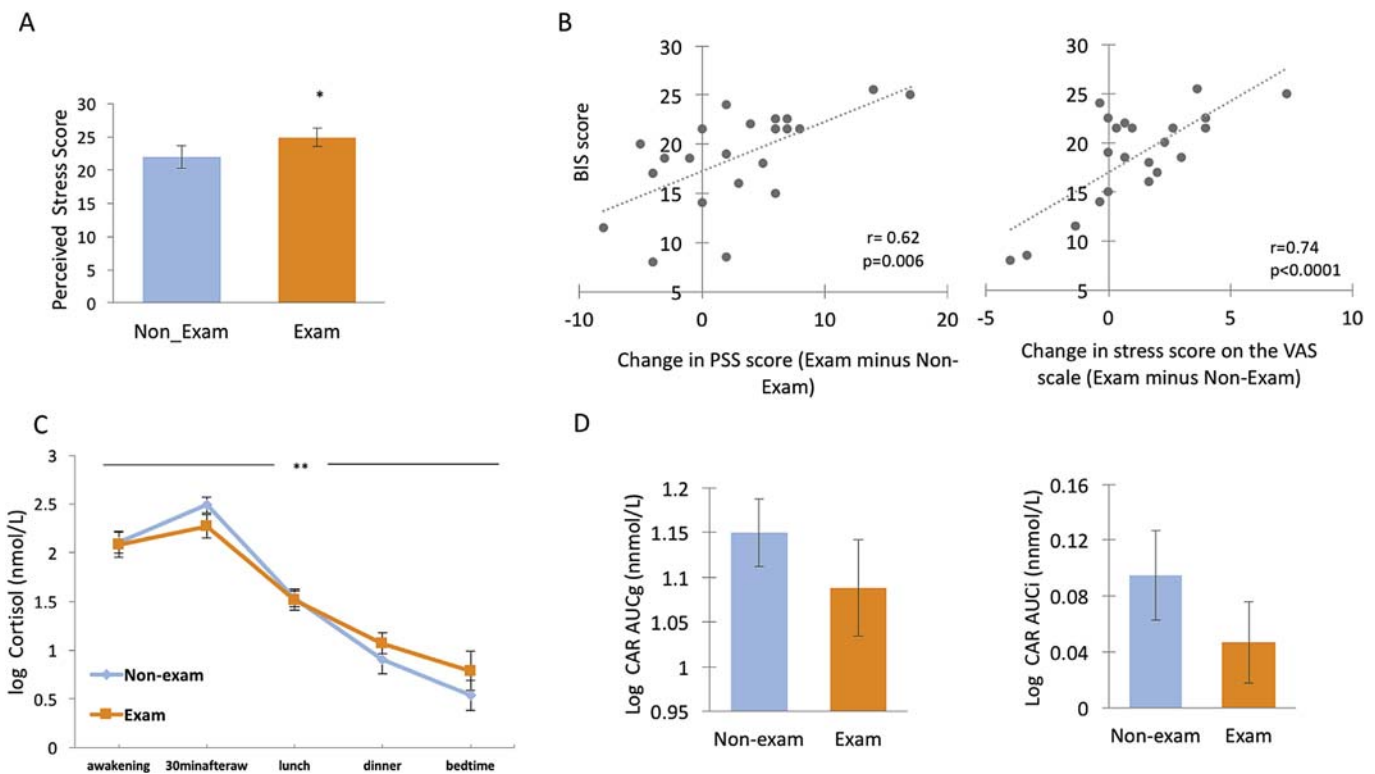 A
Perceived Stress Score
30
25
20
15
10
5
0
*
Non_Exam
Exam
B
BIS score
30
25
20
15
10
5
-10
0
10
20
r= 0.62
p=0.006
Change in PSS score (Exam minus Non-
Exam)
30
25
20
15
10
5
-5
0
5
10
r=0.74
p<0.0001
Change in stress score on the VAS
scale (Exam minus Non-Exam)
C
log Cortisol (nmol/L)
3
2.5
2
1.5
1
0.5
0
**
Non-exam
Exam
awakening
30minafteraw
lunch
dinner
bedtime
D
Log CAR AUCg (nnmol/L)
1.2
1.15
1.1
1.05
1
0.95
Non-exam
Exam
Log CAR AUCi (nnmol/L)
0.16
0.12
0.08
0.04
0
Non-exam
Exam